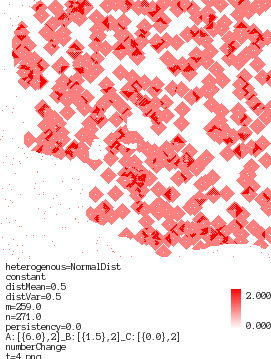 heterogenous=NormalDist
constant
distMean=0.5
distVar=0.5
m=259.0
n=271.0
persistency=0.0
A:[{6.0},2]_B:[{1.5},2]_C:[{0.0},2]
numberChange
t=4.png
2.000
0.000